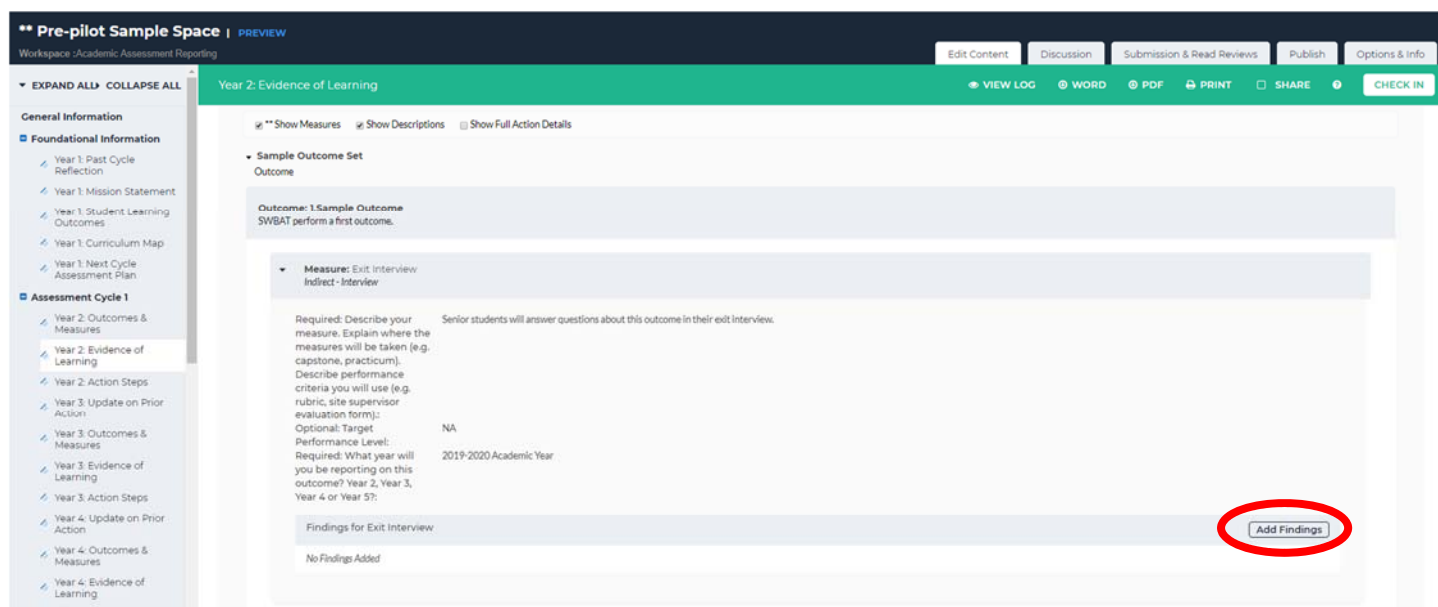 ** Pre-pilot Sample Space | PREVIEW
Workspace :Academic Assessment Reporting
Edit Content
Discussion
Submission & Read Reviews
Publish
Options & Info
EXPAND ALL COLLAPSE ALL
Year 2: Evidence of Learning
VIEW LOG
WORD
PDF
PRINT
SHARE
?
CHECK IN
General Information
Foundational Information
Year 1: Past Cycle
Reflection
Year 1: Mission Statement
Year 1: Student Learning
Outcomes
Year 1: Curriculum Map
Year 1: Next Cycle
Assessment Plan
Assessment Cycle 1
Year 2: Outcomes &
Measures
Year 2: Evidence of
Learning
Year 2: Action Steps
Year 3: Update on Prior
Action
Year 3: Outcomes &
Measures
Year 3: Evidence of
Learning
Year 3: Action Steps
Year 4: Update on Prior
Action
Year 4: Outcomes &
Measures
Year 4: Evidence of
Learning
** Show Measures Show Descriptions Show Full Action Details
Sample Outcome Set
Outcome
Outcome: 1.Sample Outcome
SWBAT perform a first outcome.
Measure: Exit Interview
Indirect - Interview
Required: Describe your
measure. Explain where the
measures will be taken (e.g.
capstone, practicum).
Describe performance
criteria you will use (e.g.
rubric, site supervisor
evaluation form).:
Senior students will answer questions about this outcome in their exit interview.
Optional: Target
Performance Level:
NA
Required: What year will
you be reporting on this
outcome? Year 2, Year 3,
Year 4 or Year 5?:
2019-2020 Academic Year
Findings for Exit Interview
Add Findings
No Findings Added